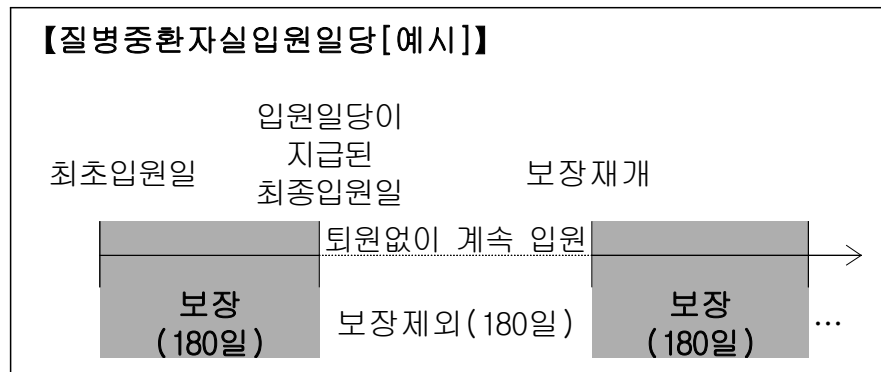 【질병중환자실입원일당[예시]】
입원일당이
지급된
최종입원일
최초입원일
보장재개
퇴원없이 계속 입원
보장
(180일)
보장제외(180일)
보장
(180일)
…